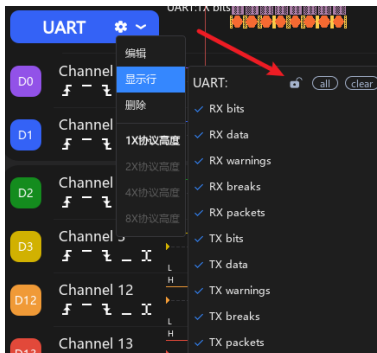 UART:TX bits
UART
编辑
显示行
删除
1X协议高度
2X协议高度
4X协议高度
8X协议高度
UART:
all
clear
RX bits
RX data
RX warnings
RX breaks
RX packets
TX bits
TX data
TX warnings
TX breaks
TX packets
D0
Channel
D1
Channel
D2
Channel
D3
Channel
L
H
D12
Channel 12
L
H
D13
Channel 13